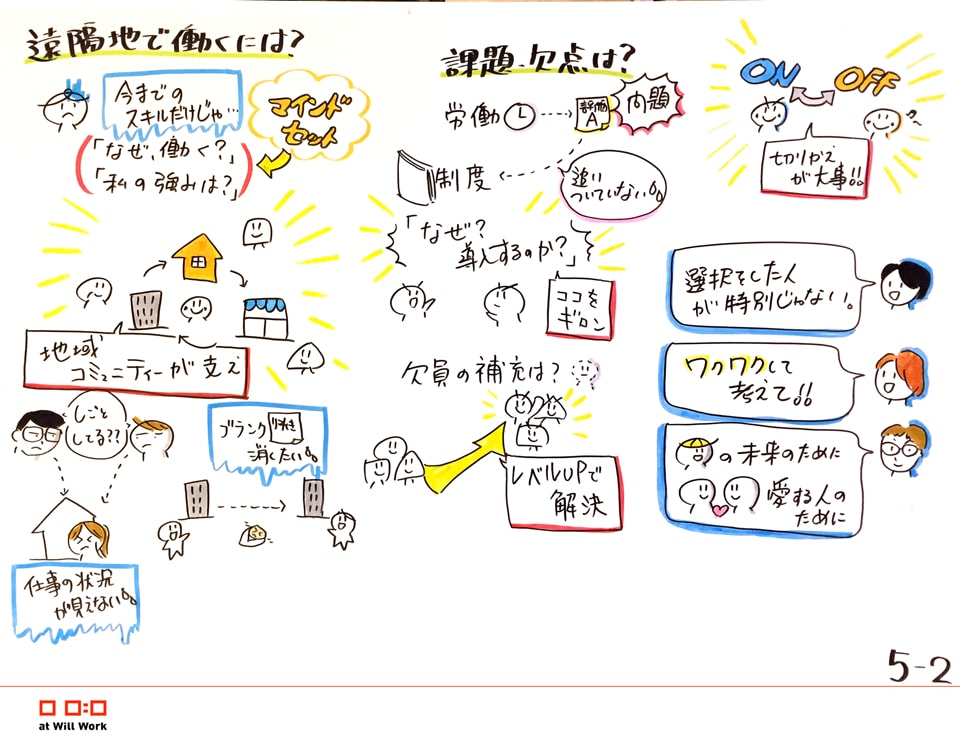 遠隔地で働くには?
今までの
スキルだけじゃ…
マインド
セット
「なぜ、働く?」
「私の強みは?」
地域
コミュニティーが支え
しごと
してる??
ブランク
消したい
仕事の状況
が見えない
課題・欠点は?
労働
評価
A
問題
制度
追い
ついていない
「なぜ?
導入するのか?」
ココを
ギロン
欠員の補充は?
レベルUPで
解決
ON
OFF
切りかえ
が大事!!
選択をした人
が特別じゃない。
ワクワクして
考えて!!
の未来のために
愛する人の
ために
5-2
at Will Work